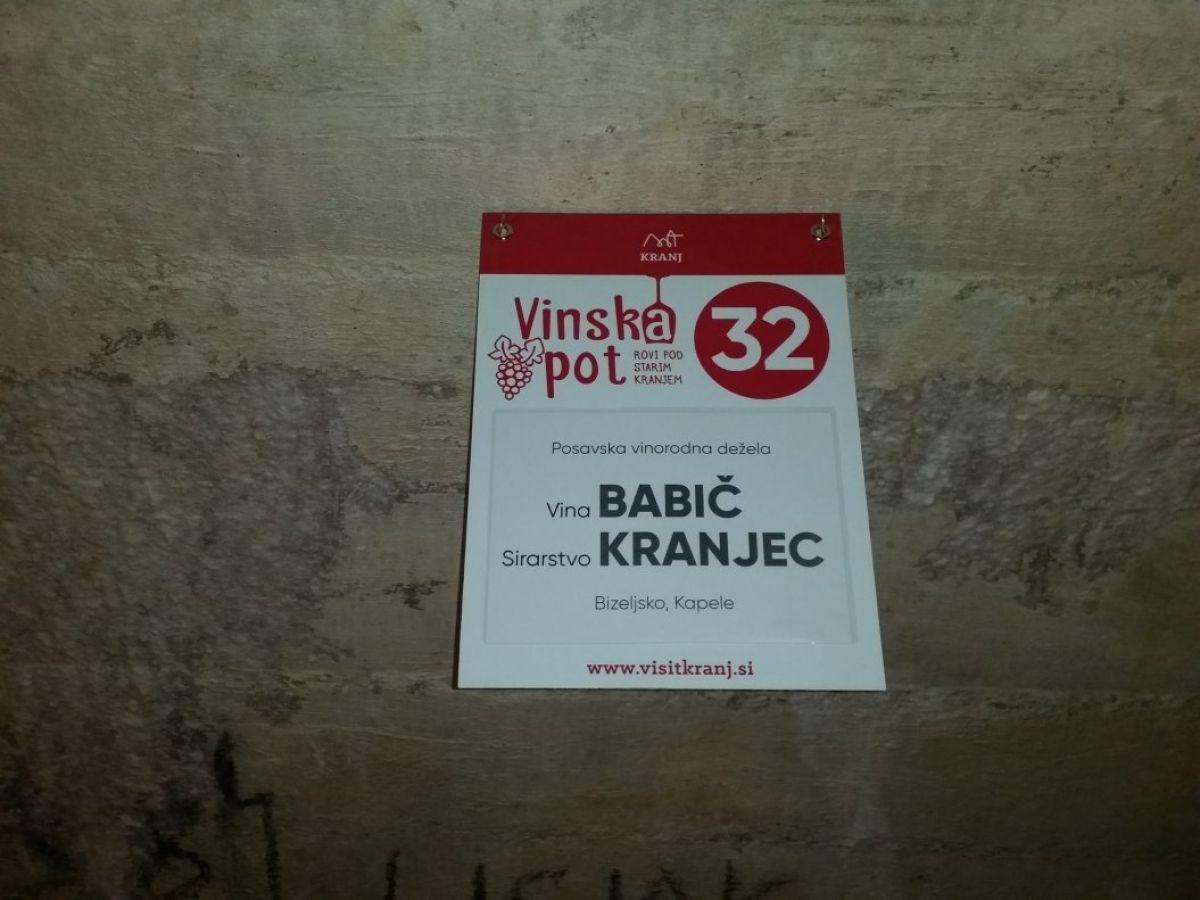 KRANJ
Vinska
pot
ROVI POD
STARIM
KRANJEM
32
Posavska vinorodna dežela
Vina BABIČ
Sirarstvo KRANJEC
Bizeljsko, Kapele
www.visitkranj.si